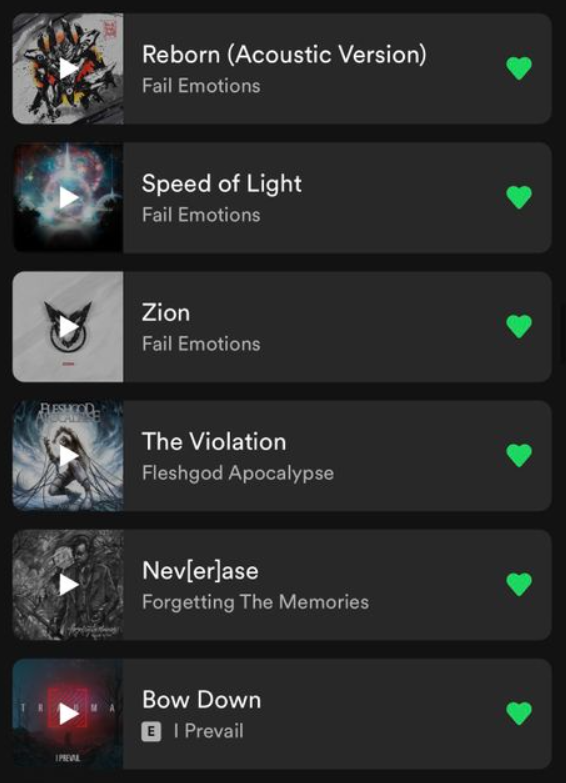 Reborn (Acoustic Version)
Fail Emotions
Speed of Light
Fail Emotions
Zion
Fail Emotions
FLESHGOD
APOCALYPSE
The Violation
Fleshgod Apocalypse
Nev[er]ase
Forgetting The Memories
TRAUMA
I PREVAIL
Bow Down
E I Prevail